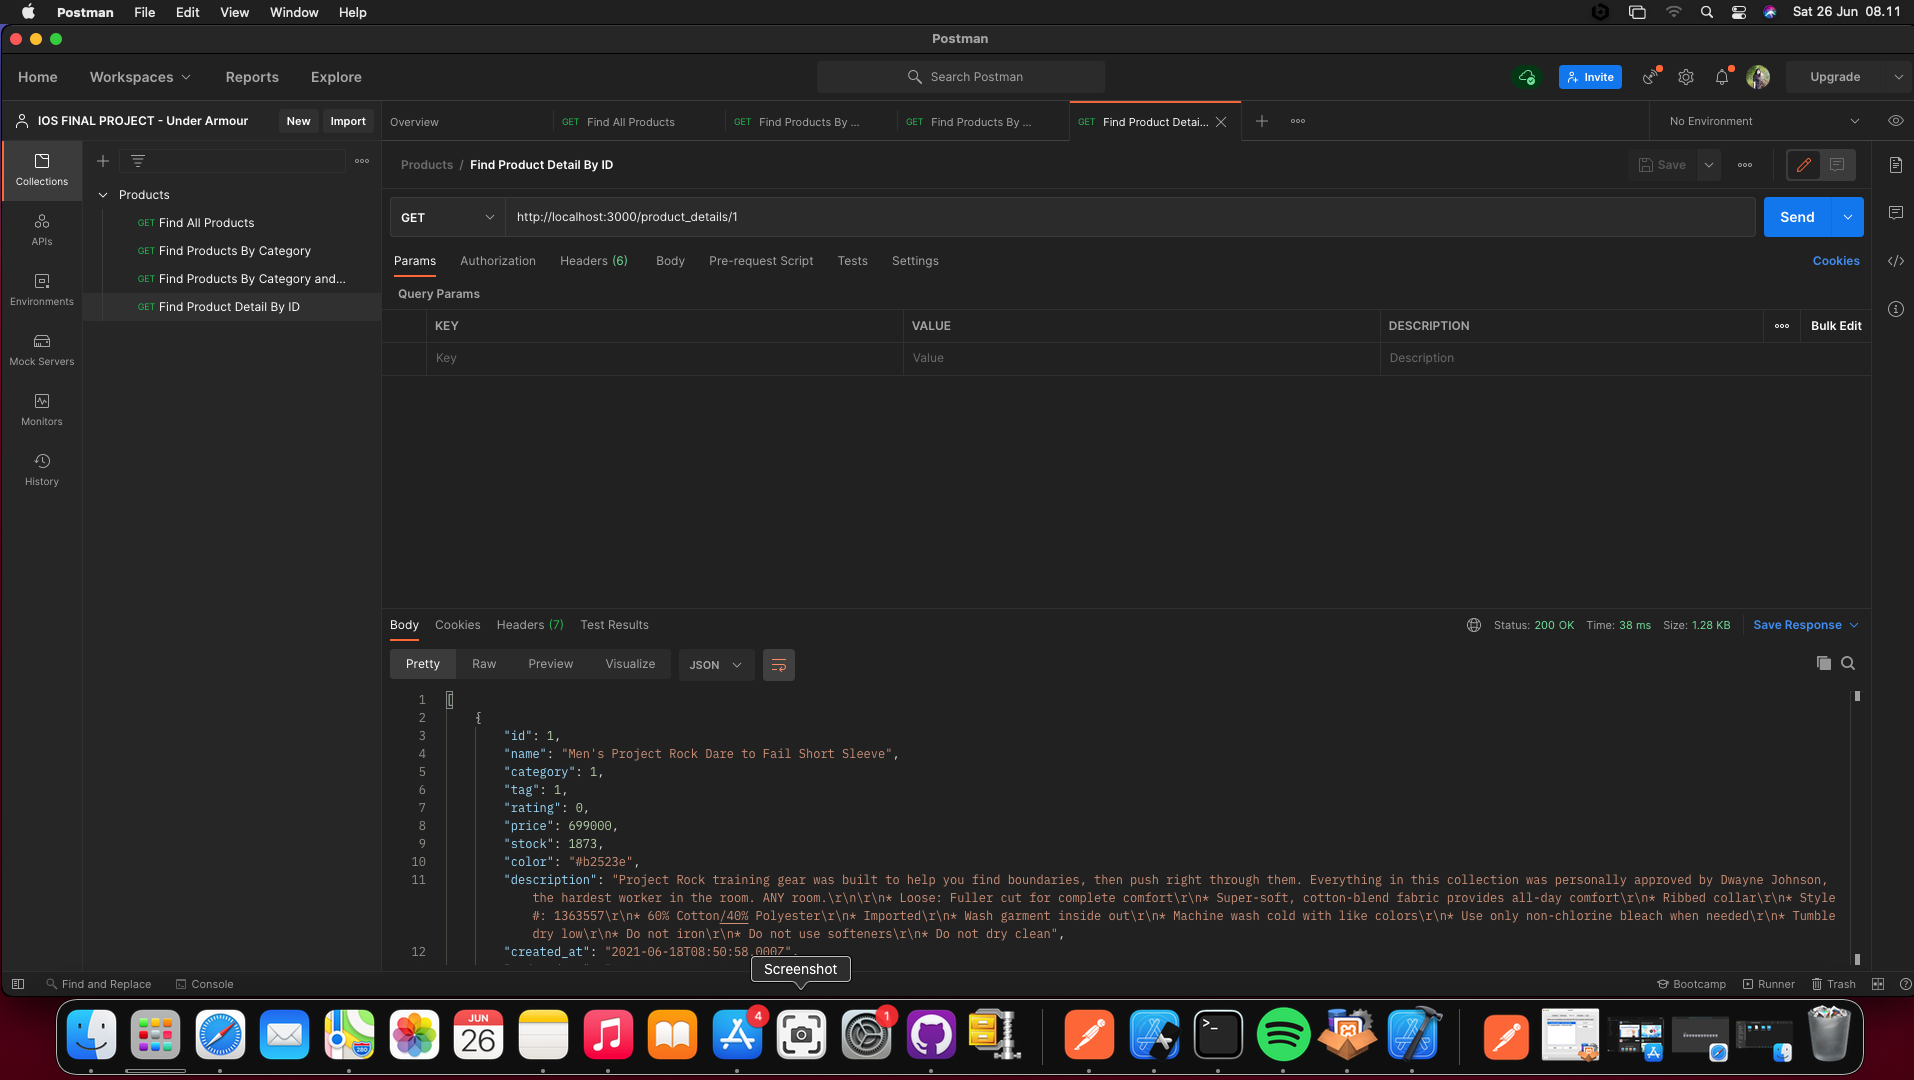 Postman File Edit View Window Help Sat 26 Jun 08.11
Postman
Home Workspaces Reports Explore Search Postman Invite Upgrade
IOS FINAL PROJECT - Under Armour New Import Overview GET Find All Products GET Find Products By ... GET Find Products By ... GET Find Product Detai... No Environment
Products / Find Product Detail By ID Save
Collections
Products
GET Find All Products
GET Find Products By Category
GET Find Products By Category and...
GET Find Product Detail By ID
APIs
Environments
Mock Servers
Monitors
History
GET http://localhost:3000/product_details/1 Send
Params Authorization Headers (6) Body Pre-request Script Tests Settings Cookies
Query Params
KEY VALUE DESCRIPTION Bulk Edit
Key Value Description
Body Cookies Headers (7) Test Results Status: 200 OK Time: 38 ms Size: 1.28 KB Save Response
Pretty Raw Preview Visualize JSON
1 [
2 {
3 "id": 1,
4 "name": "Men's Project Rock Dare to Fail Short Sleeve",
5 "category": 1,
6 "tag": 1,
7 "rating": 0,
8 "price": 699000,
9 "stock": 1873,
10 "color": "#b2523e",
11 "description": "Project Rock training gear was built to help you find boundaries, then push right through them. Everything in this collection was personally approved by Dwayne Johnson,
the hardest worker in the room. ANY room.\r\n\r\n* Loose: Fuller cut for complete comfort\r\n* Super-soft, cotton-blend fabric provides all-day comfort\r\n* Ribbed collar\r\n* Style
#: 1363557\r\n* 60% Cotton/40% Polyester\r\n* Imported\r\n* Wash garment inside out\r\n* Machine wash cold with like colors\r\n* Use only non-chlorine bleach when needed\r\n* Tumble
dry low\r\n* Do not iron\r\n* Do not use softeners\r\n* Do not dry clean",
12 "created_at": "2021-06-18T08:50:58.000Z",
Screenshot
Find and Replace Console Bootcamp Runner Trash
JUN
26
4
1
280